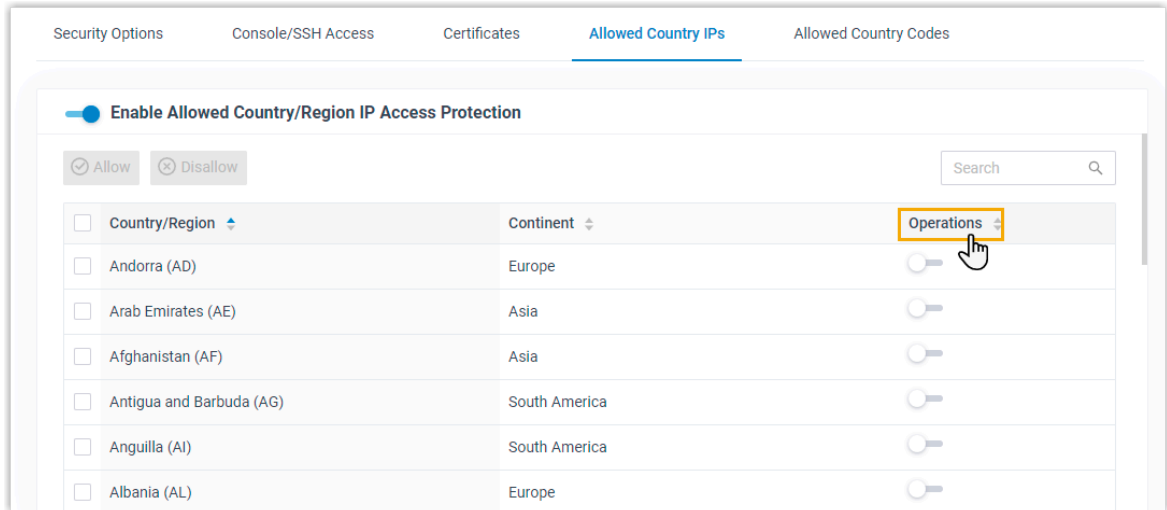 Security Options Console/SSH Access Certificates Allowed Country IPs Allowed Country Codes
Enable Allowed Country/Region IP Access Protection
Allow Disallow Search
Country/Region Continent Operations
Andorra (AD) Europe
Arab Emirates (AE) Asia
Afghanistan (AF) Asia
Antigua and Barbuda (AG) South America
Anguilla (AI) South America
Albania (AL) Europe